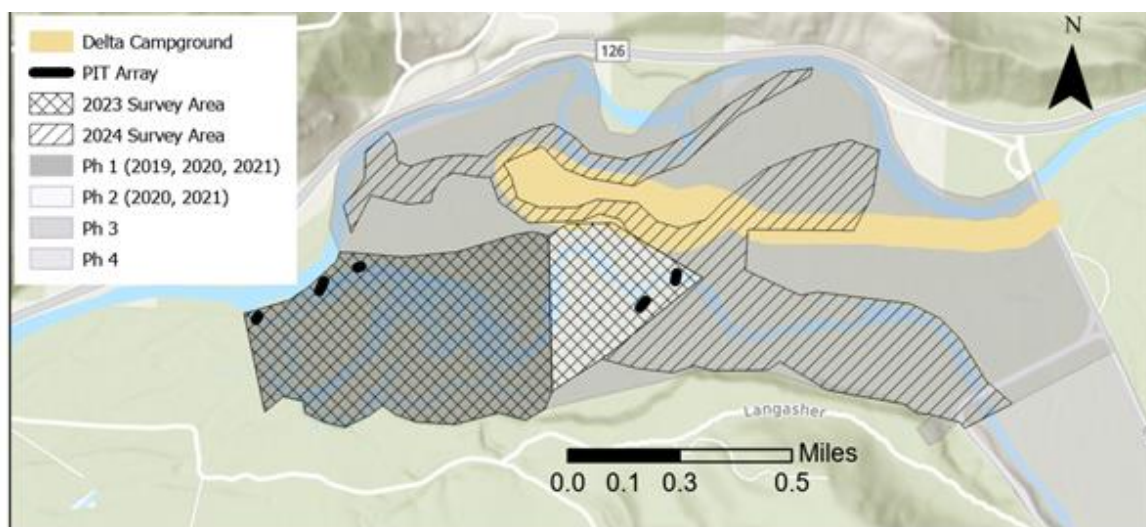 Delta Campground
PIT Array
2023 Survey Area
2024 Survey Area
Ph 1 (2019, 2020, 2021)
Ph 2 (2020, 2021)
Ph 3
Ph 4
126
N
Langasher
Miles
0.0 0.1 0.3 0.5